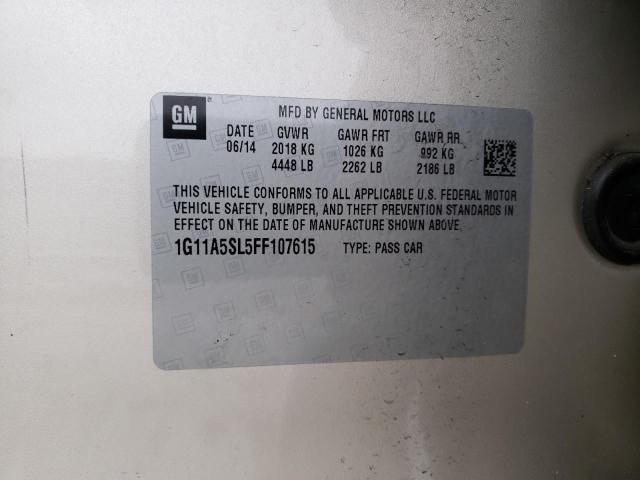 GM
MFD BY GENERAL MOTORS LLC
DATE GVWR GAWR FRT GAWR RR
06/14 2018 KG 1026 KG 992 KG
4448 LB 2262 LB 2186 LB
THIS VEHICLE CONFORMS TO ALL APPLICABLE U.S. FEDERAL MOTOR
VEHICLE SAFETY, BUMPER, AND THEFT PREVENTION STANDARDS IN
EFFECT ON THE DATE OF MANUFACTURE SHOWN ABOVE.
1G11A5SL5FF107615 TYPE: PASS CAR